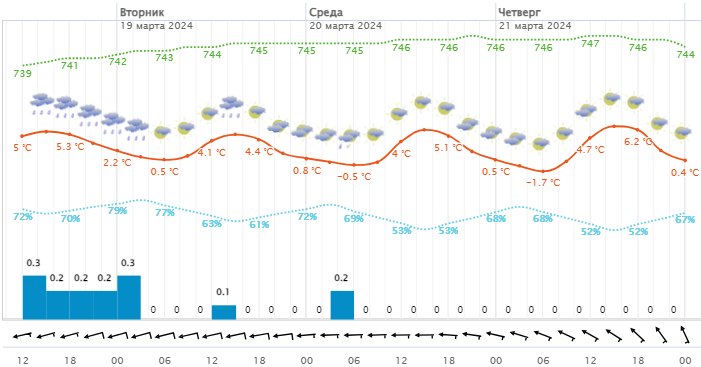 Вторник Среда Четверг
19 марта 2024 20 марта 2024 21 марта 2024
739 741 742 743 744 745 745 745 746 746 746 746 747 746 744
5 °C 5.3 °C 2.2 °C 0.5 °C 4.1 °C 4.4 °C 0.8 °C −0.5 °C 4 °C 5.1 °C 0.5 °C −1.7 °C 4.7 °C 6.2 °C 0.4 °C
72% 70% 79% 77% 63% 61% 72% 69% 53% 53% 68% 68% 52% 52% 67%
0.3 0.2 0.2 0.2 0.3 0 0 0 0.1 0 0 0 0 0.2 0 0 0 0 0 0 0 0 0 0 0 0 0 0
12 18 00 06 12 18 00 06 12 18 00 06 12 18 00